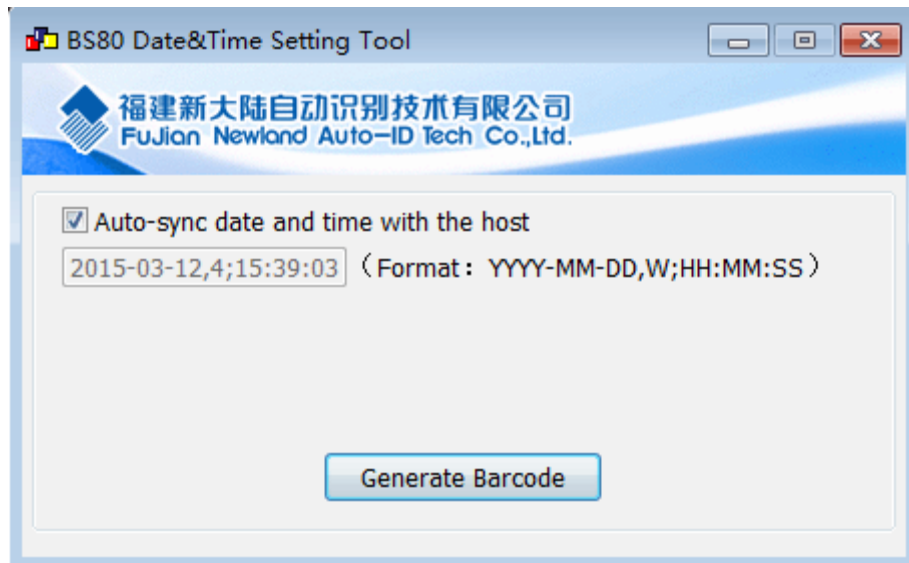 BS80 Date&Time Setting Tool
福建新大陆自动识别技术有限公司
FuJian Newland Auto-ID Tech Co.,Ltd.
Auto-sync date and time with the host
2015-03-12,4;15:39:03 （Format： YYYY-MM-DD,W;HH:MM:SS）
Generate Barcode